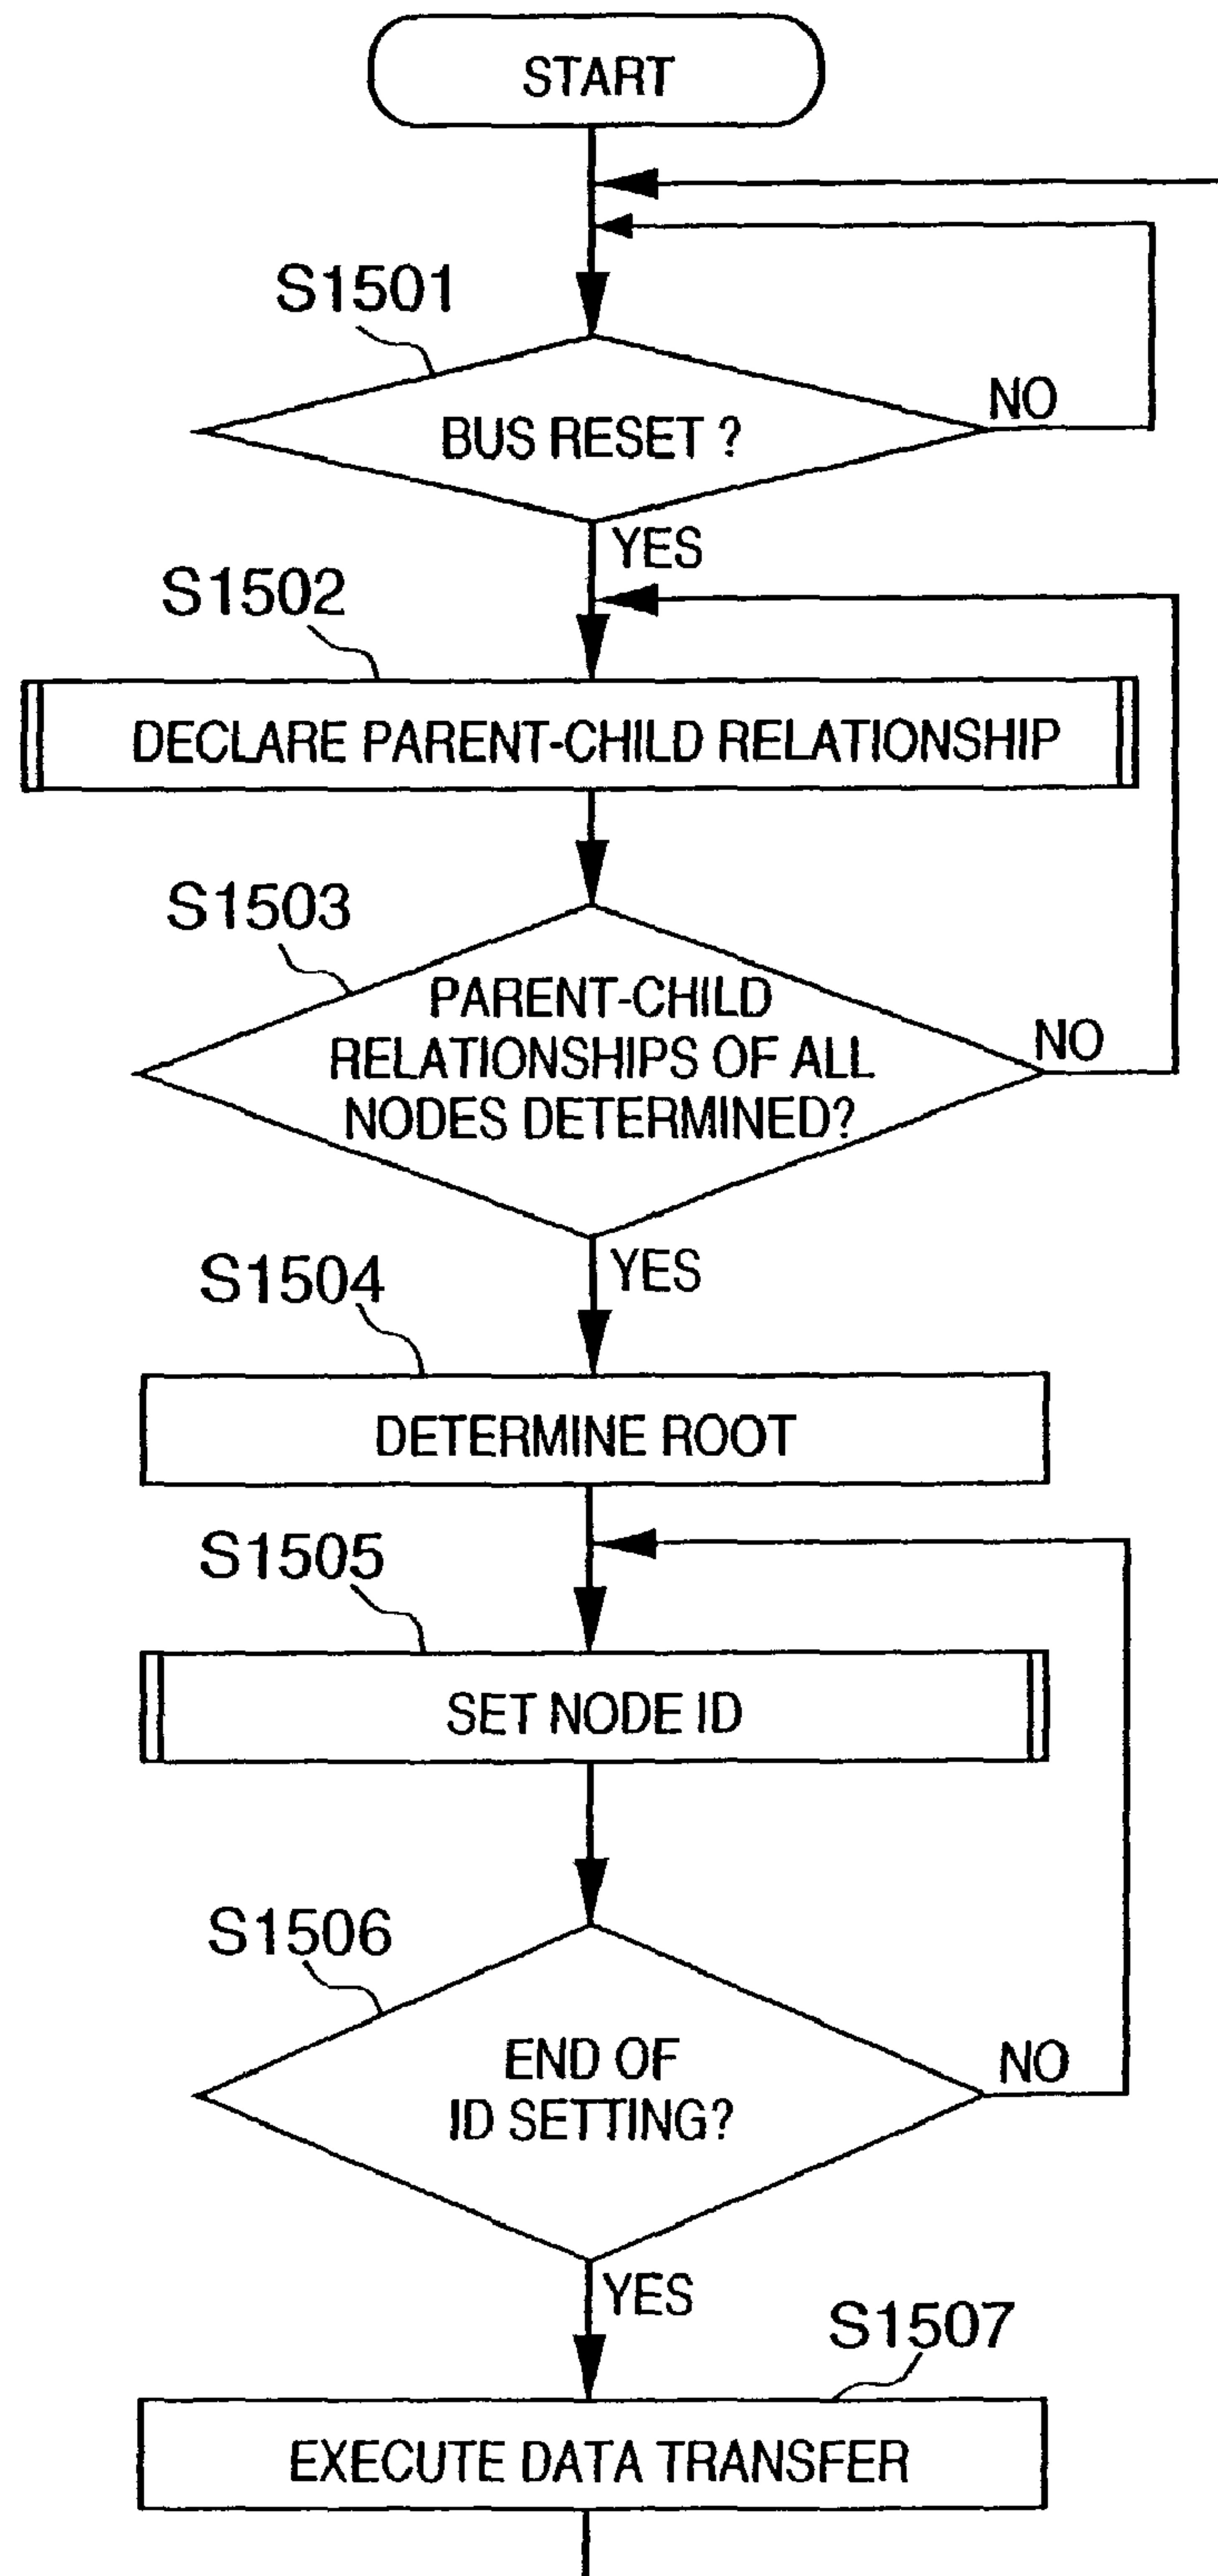 START
S1501
BUS RESET ?
NO
YES
S1502
DECLARE PARENT-CHILD RELATIONSHIP
S1503
PARENT-CHILD
RELATIONSHIPS OF ALL
NODES DETERMINED?
NO
YES
S1504
DETERMINE ROOT
S1505
SET NODE ID
S1506
END OF
ID SETTING?
NO
YES
S1507
EXECUTE DATA TRANSFER